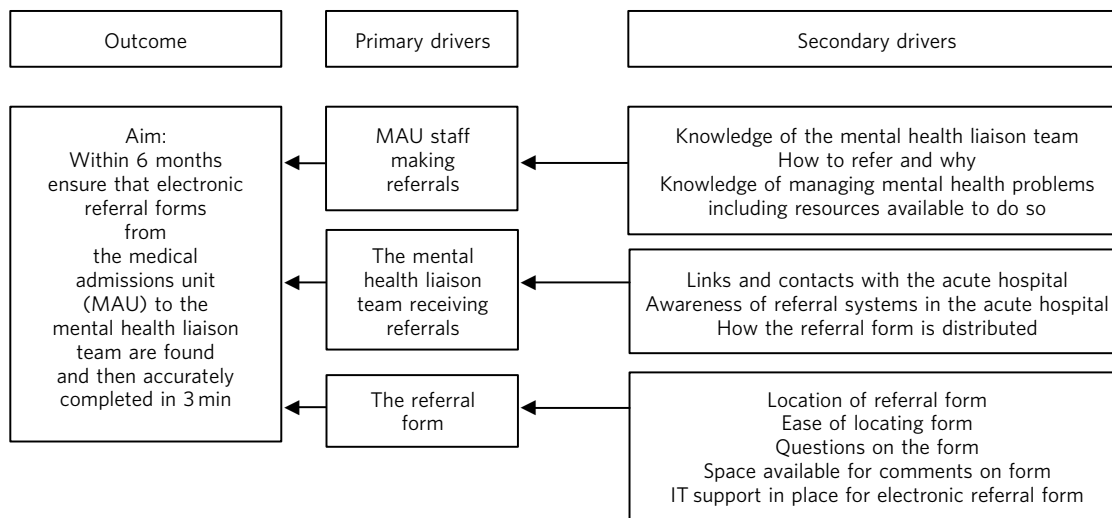 Outcome
Primary drivers
Secondary drivers
Aim:
Within 6 months
ensure that electronic
referral forms
from
the medical
admissions unit
(MAU) to the
mental health liaison
team are found
and then accurately
completed in 3 min
MAU staff
making
referrals
Knowledge of the mental health liaison team
How to refer and why
Knowledge of managing mental health problems
including resources available to do so
The mental
health liaison
team receiving
referrals
Links and contacts with the acute hospital
Awareness of referral systems in the acute hospital
How the referral form is distributed
The referral
form
Location of referral form
Ease of locating form
Questions on the form
Space available for comments on form
IT support in place for electronic referral form